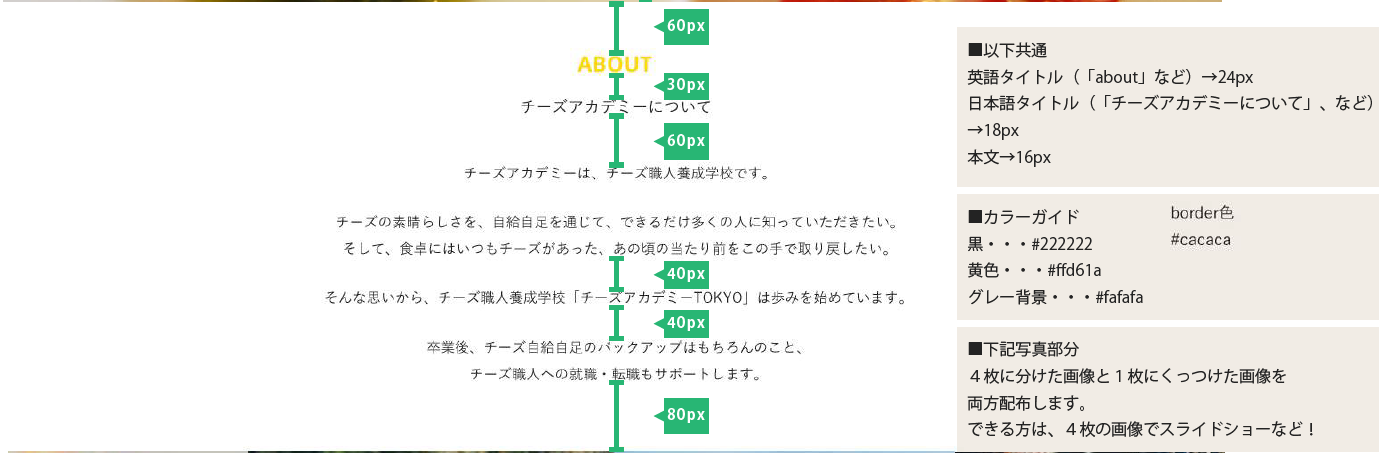 60px
ABOUT
30px
チーズアカデミーについて
60px
チーズアカデミーは、チーズ職人養成学校です。
チーズの素晴らしさを、自給自足を通じて、できるだけ多くの人に知っていただきたい。
そして、食卓にはいつもチーズがあった、あの頃の当たり前をこの手で取り戻したい。
40px
そんな思いから、チーズ職人養成学校「チーズアカデミーTOKYO」は歩みを始めています。
40px
卒業後、チーズ自給自足のバックアップはもちろんのこと、
チーズ職人への就職・転職もサポートします。
80px
■以下共通
英語タイトル（「about」など）→24px
日本語タイトル（「チーズアカデミーについて」、など）
→18px
本文→16px
■カラーガイド
黒・・・#222222
黄色・・・#ffd61a
グレー背景・・・#fafafa
border色
#cacaca
■下記写真部分
４枚に分けた画像と１枚にくっつけた画像を
両方配布します。
できる方は、４枚の画像でスライドショーなど！